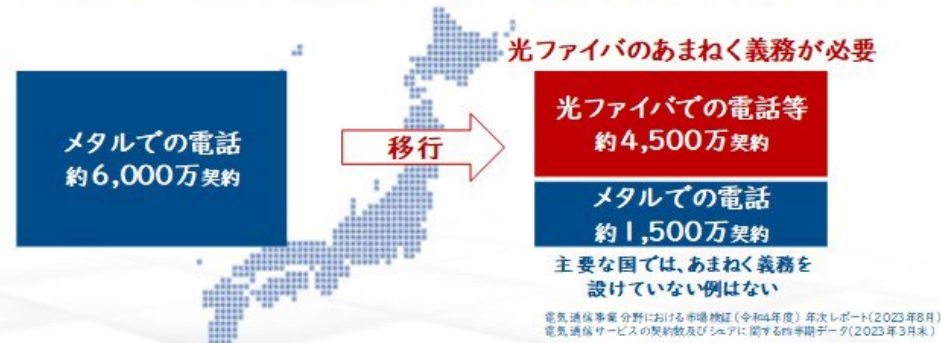 光ファイバのあまねく義務が必要
メタルでの電話
約6,000万契約
移行
光ファイバでの電話等
約4,500万契約
メタルでの電話
約1,500万契約
主要な国では、あまねく義務を
設けていない例はない
電気通信事業分野における市場検証(令和4年度)年次レポート(2023年8月)
電気通信サービスの契約数及びシェアに関する四半期データ(2023年3月末)